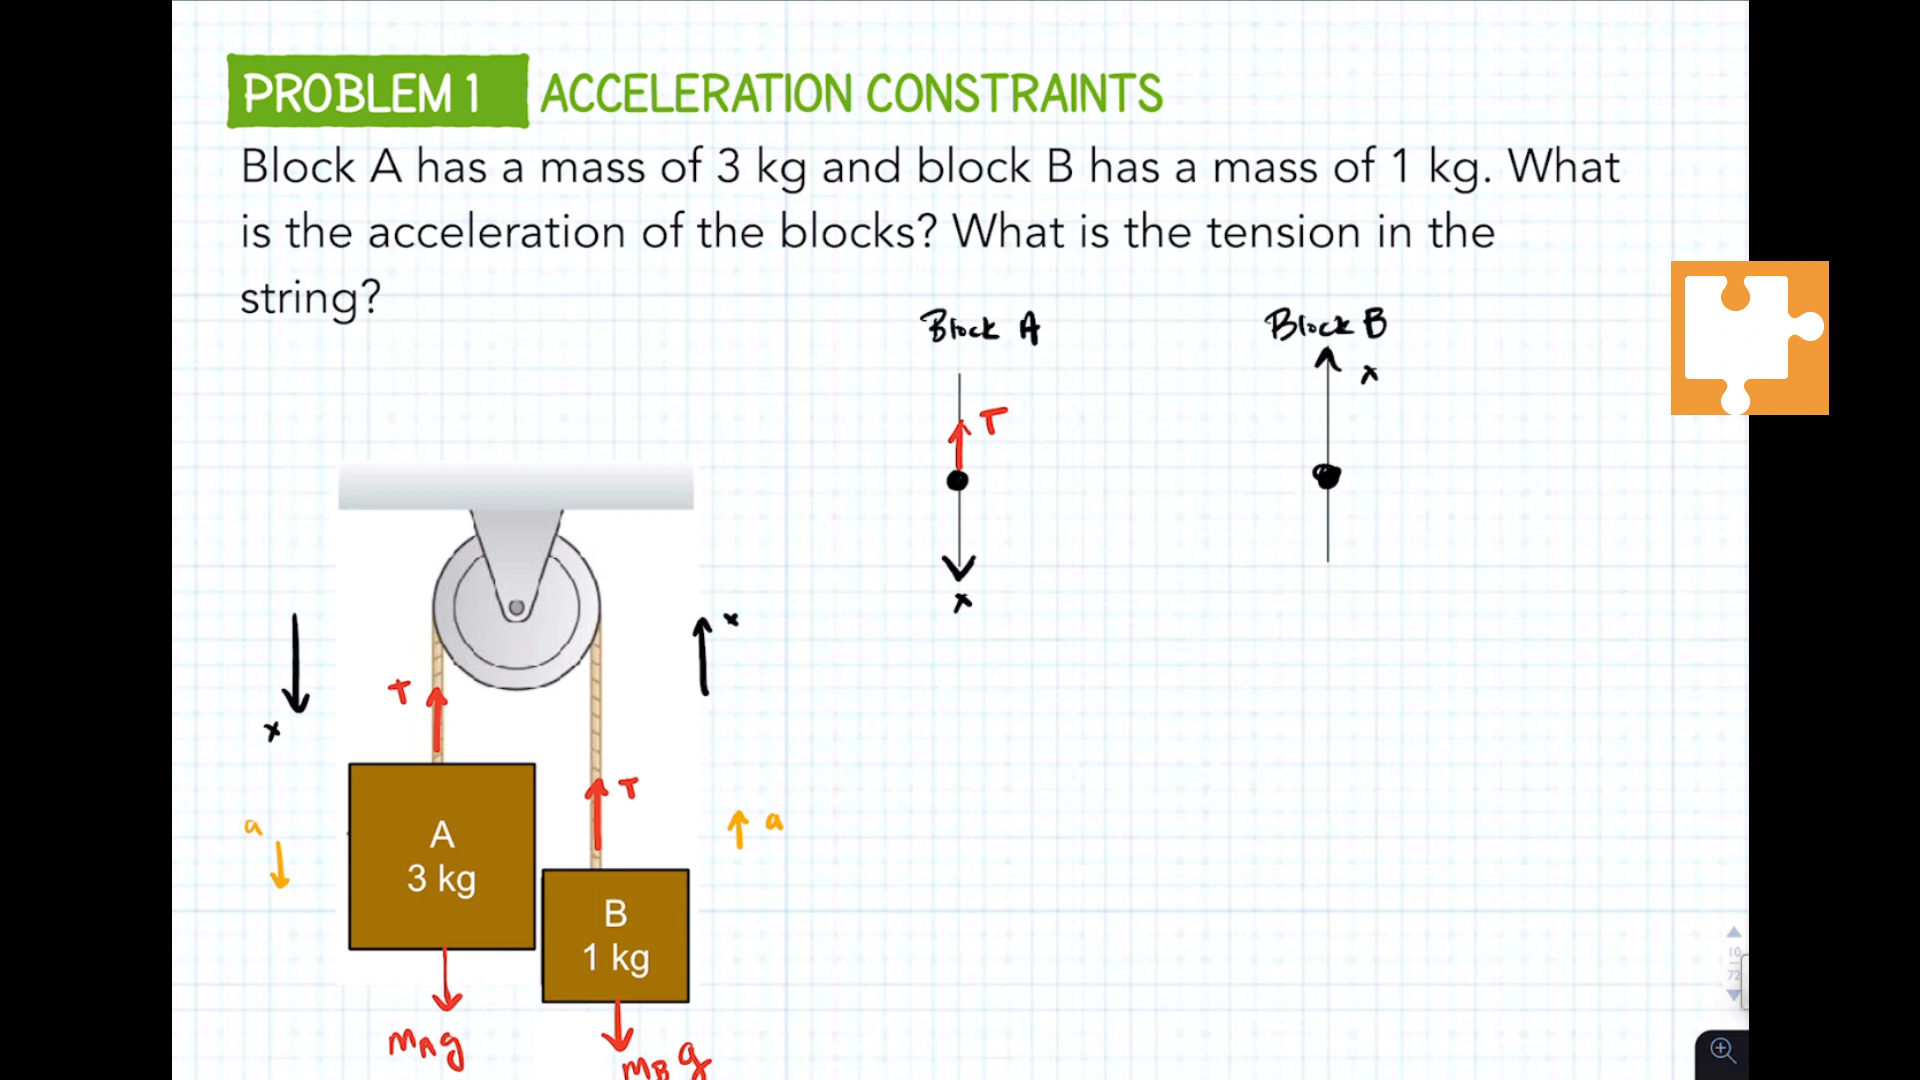 PROBLEM 1 ACCELERATION CONSTRAINTS
Block A has a mass of 3 kg and block B has a mass of 1 kg. What
is the acceleration of the blocks? What is the tension in the
string?
Block A
Block B
x
T
x
x
x
T
T
a
a
A
3 kg
B
1 kg
mAg
mBg
10
72